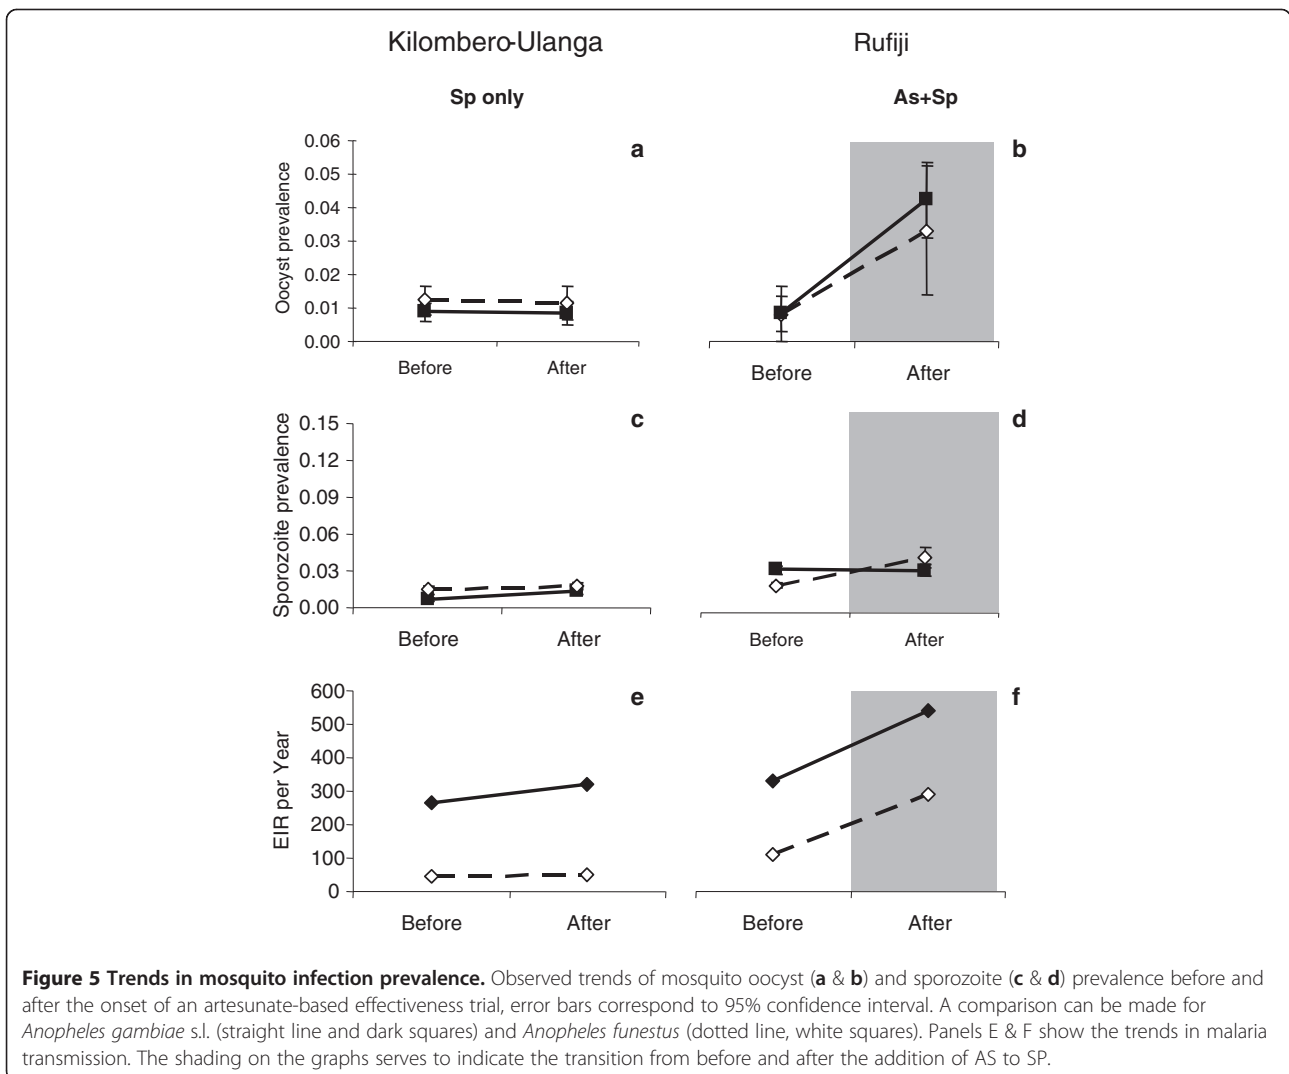 Kilombero-Ulanga
Rufiji
Sp only
As+Sp
a
Oocyst prevalence
0.06
0.05
0.04
0.03
0.02
0.01
0.00
Before
After
b
Before
After
c
Sporozoite prevalence
0.15
0.12
0.09
0.06
0.03
0.00
Before
After
d
Before
After
e
EIR per Year
600
500
400
300
200
100
0
Before
After
f
Before
After
Figure 5 Trends in mosquito infection prevalence. Observed trends of mosquito oocyst (a & b) and sporozoite (c & d) prevalence before and
after the onset of an artesunate-based effectiveness trial, error bars correspond to 95% confidence interval. A comparison can be made for
Anopheles gambiae s.l. (straight line and dark squares) and Anopheles funestus (dotted line, white squares). Panels E & F show the trends in malaria
transmission. The shading on the graphs serves to indicate the transition from before and after the addition of AS to SP.